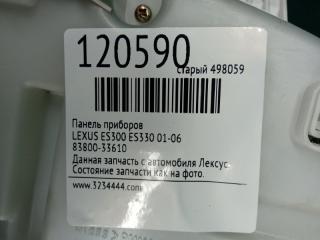 120590
старый 498059
Панель приборов
LEXUS ES300 ES330 01-06
83800-33610
Данная запчасть с автомобиля Лексус.
Состояние запчасти как на фото.
www.3234444.com